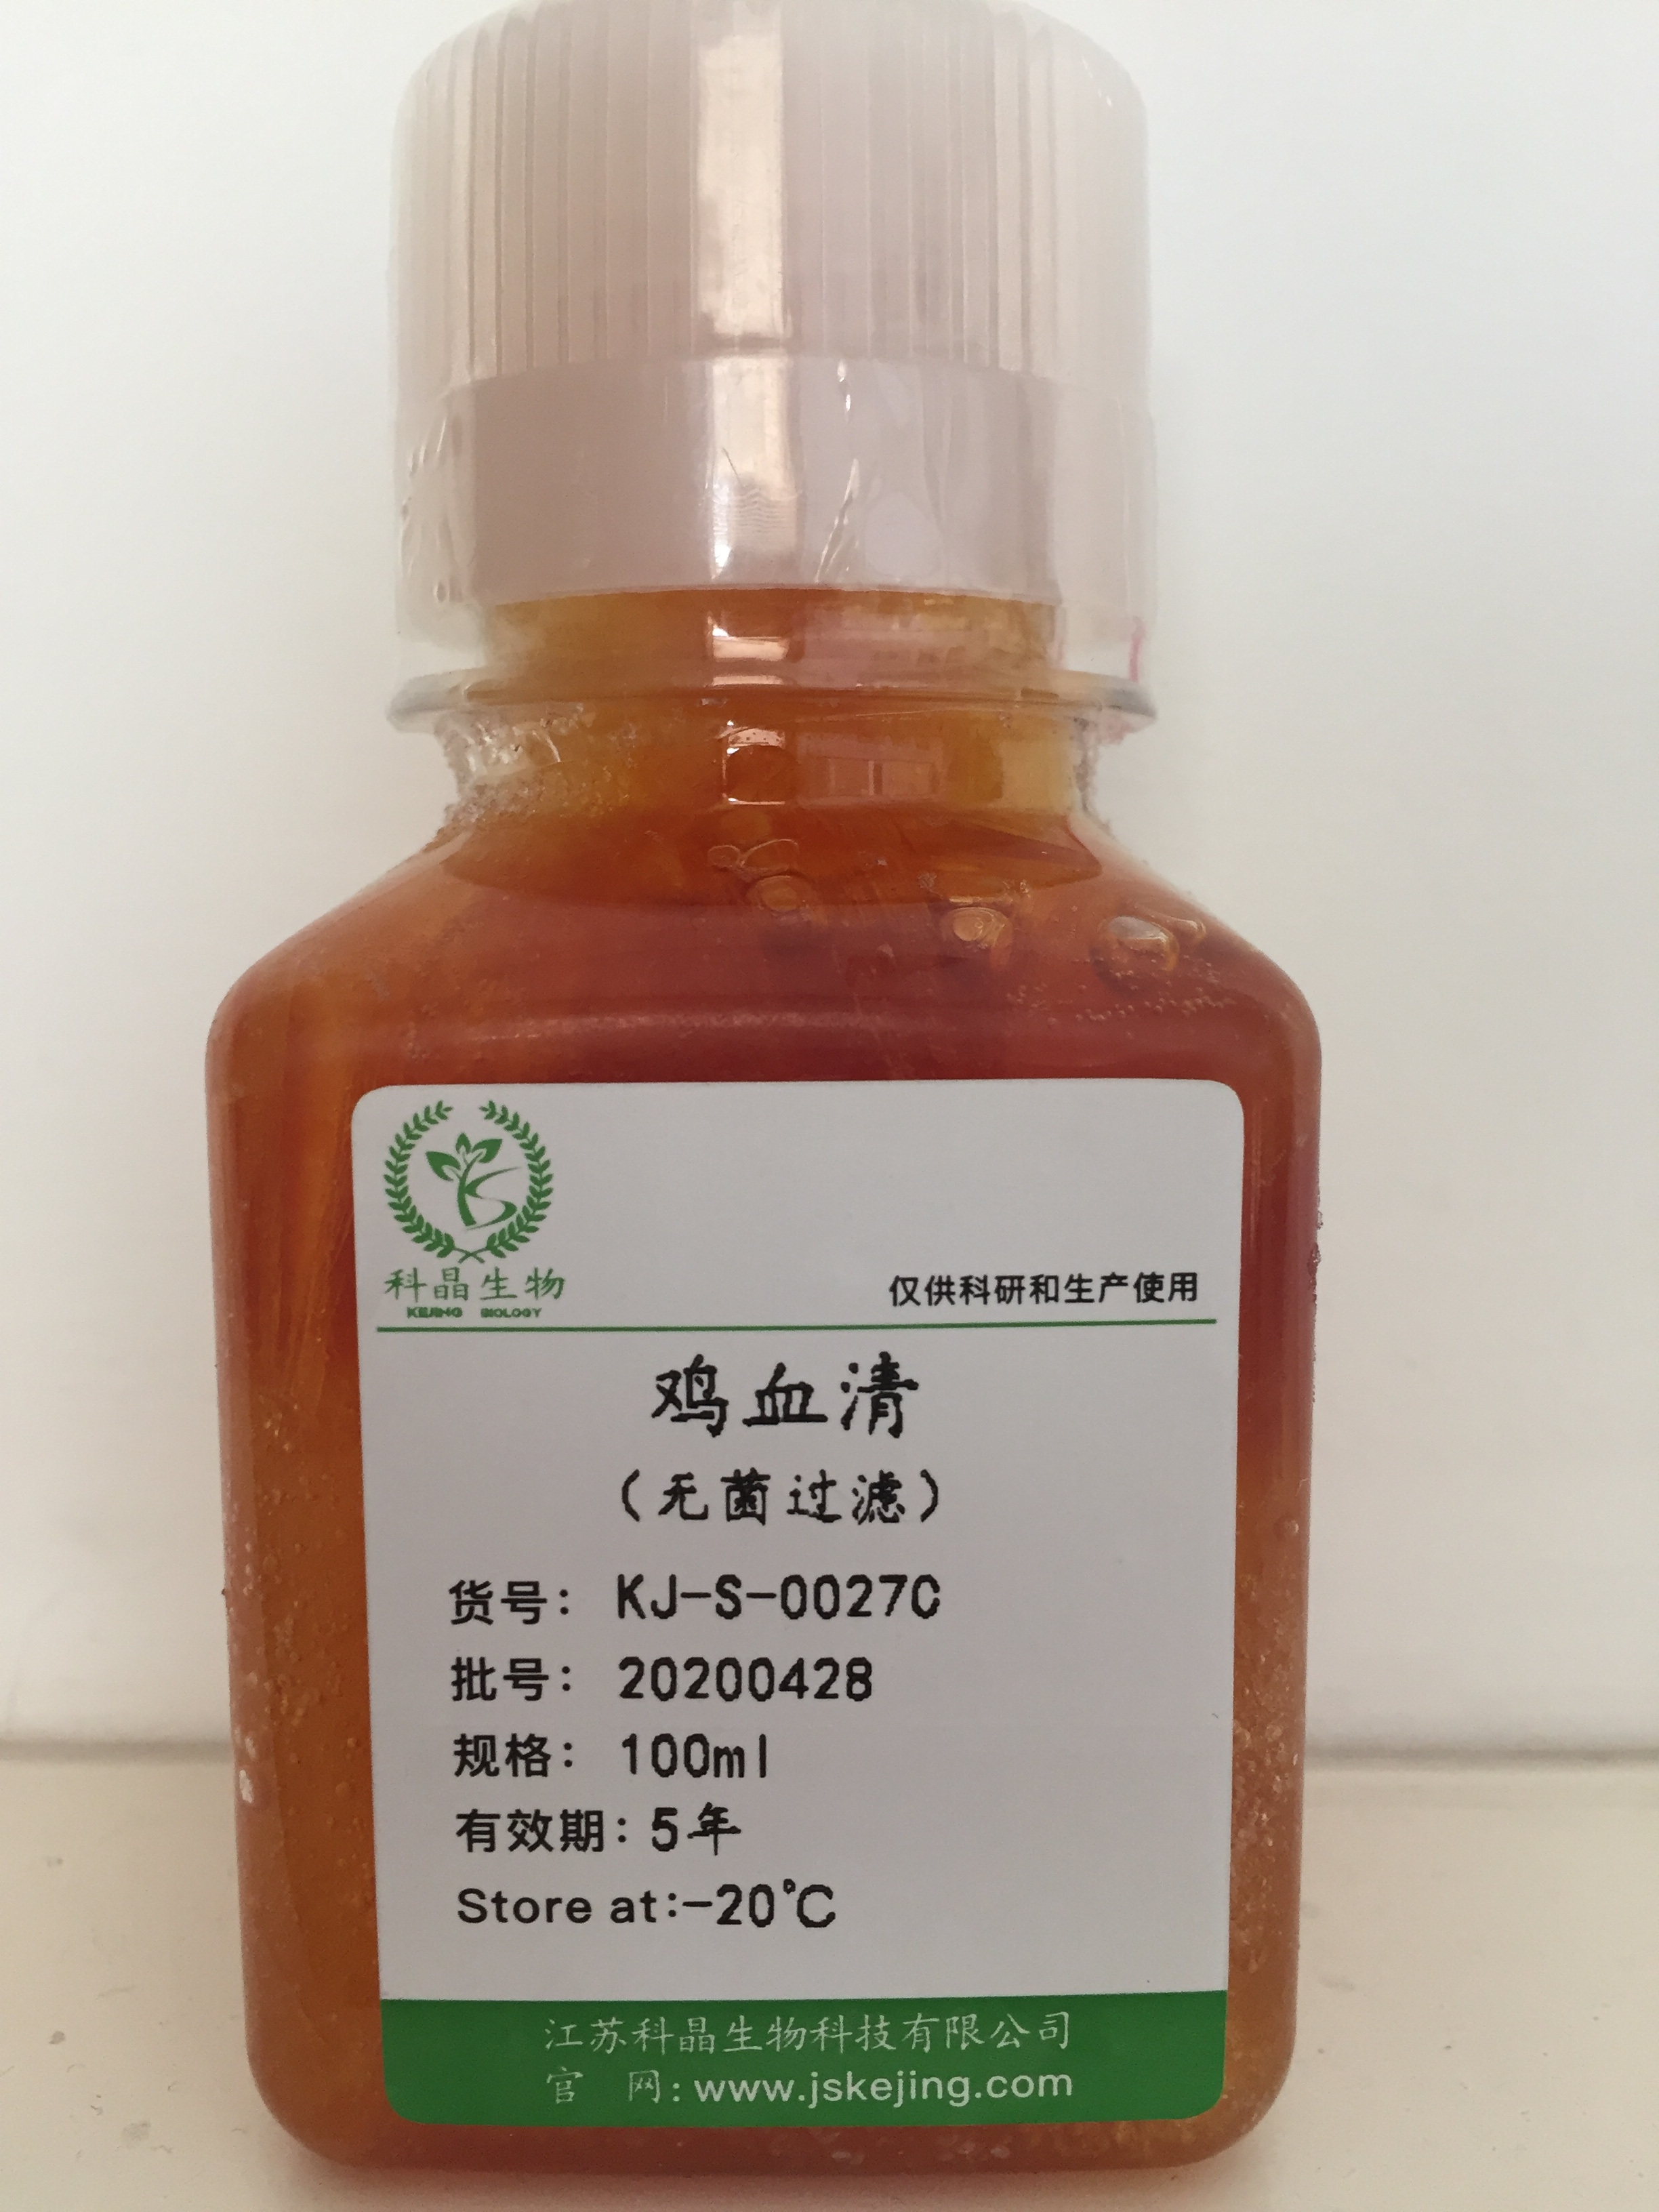 科晶生物
KEJING BIOLOGY
仅供科研和生产使用
鸡血清
（无菌过滤）
货号： KJ-S-0027C
批号： 20200428
规格： 100ml
有效期：5年
Store at:-20℃
江苏科晶生物科技有限公司
官 网：www.jskejing.com